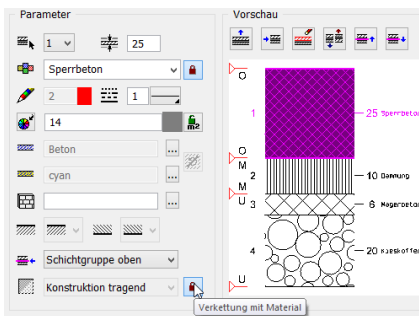 Parameter
1
25
Sperrbeton
2
1
14
m2
Beton
...
cyan
...
...
Schichtgruppe oben
Konstruktion tragend
Verkettung mit Material
Vorschau
O
1
25 Sperrbeton
O
M
2
10 Dämmung
M
U
3
6 Magerbeton
4
20 Kieskoffer
U